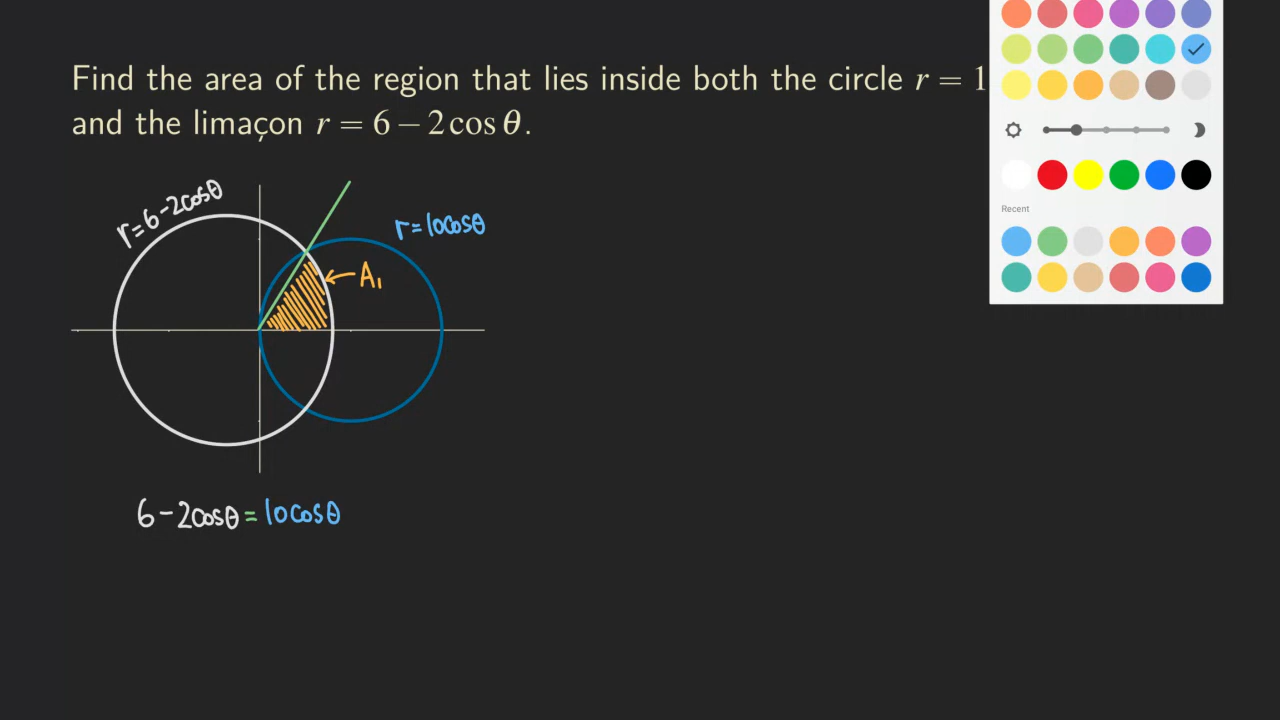 Find the area of the region that lies inside both the circle r = 1
and the limaçon r = 6 − 2 cos θ.
r=6-2cosθ
r=10cosθ
A₁
6-2cosθ=10cosθ
Recent